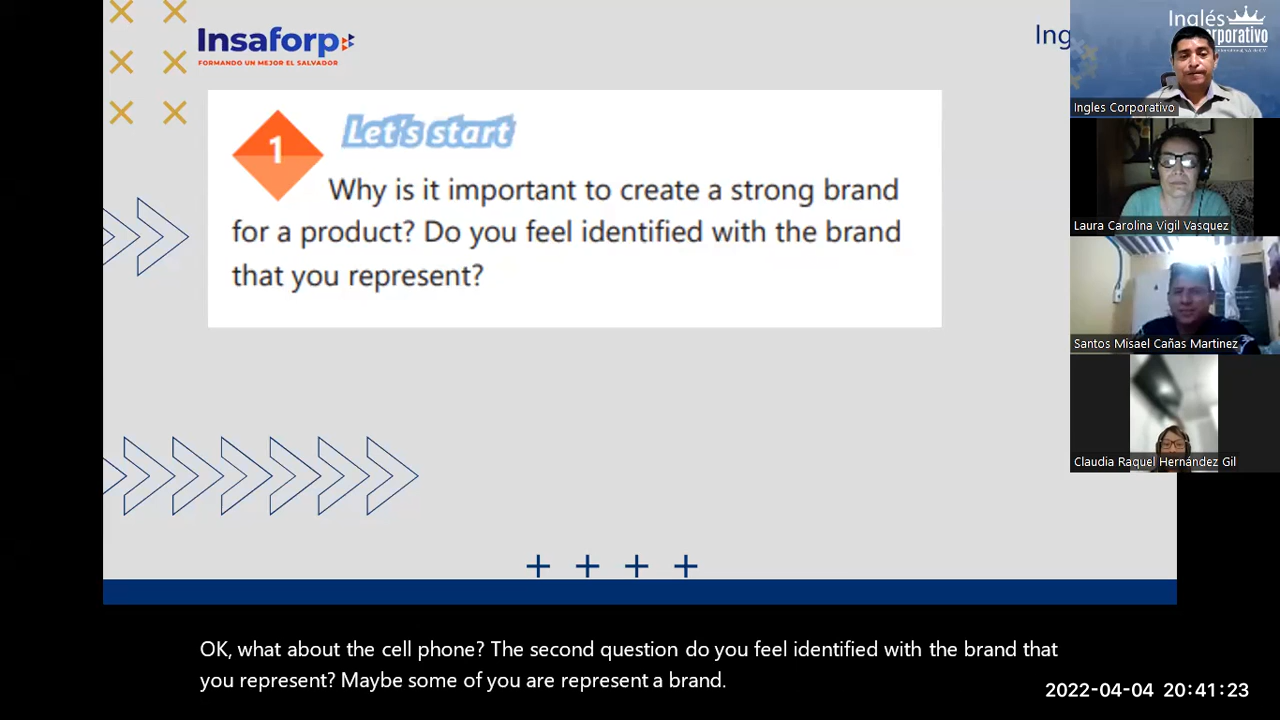 Insaforp
FORMANDO UN MEJOR EL SALVADOR
Ing
1
Let's start
Why is it important to create a strong brand
for a product? Do you feel identified with the brand
that you represent?
Inglés
Corporativo
Ingles Corporativo
Laura Carolina Vigil Vasquez
Santos Misael Cañas Martinez
Claudia Raquel Hernández Gil
OK, what about the cell phone? The second question do you feel identified with the brand that
you represent? Maybe some of you are represent a brand.
2022-04-04 20:41:23